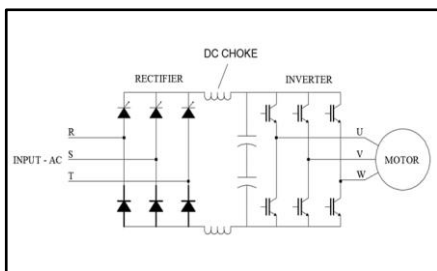 DC CHOKE
RECTIFIER
INVERTER
R
S
T
INPUT - AC
U
V
W
MOTOR